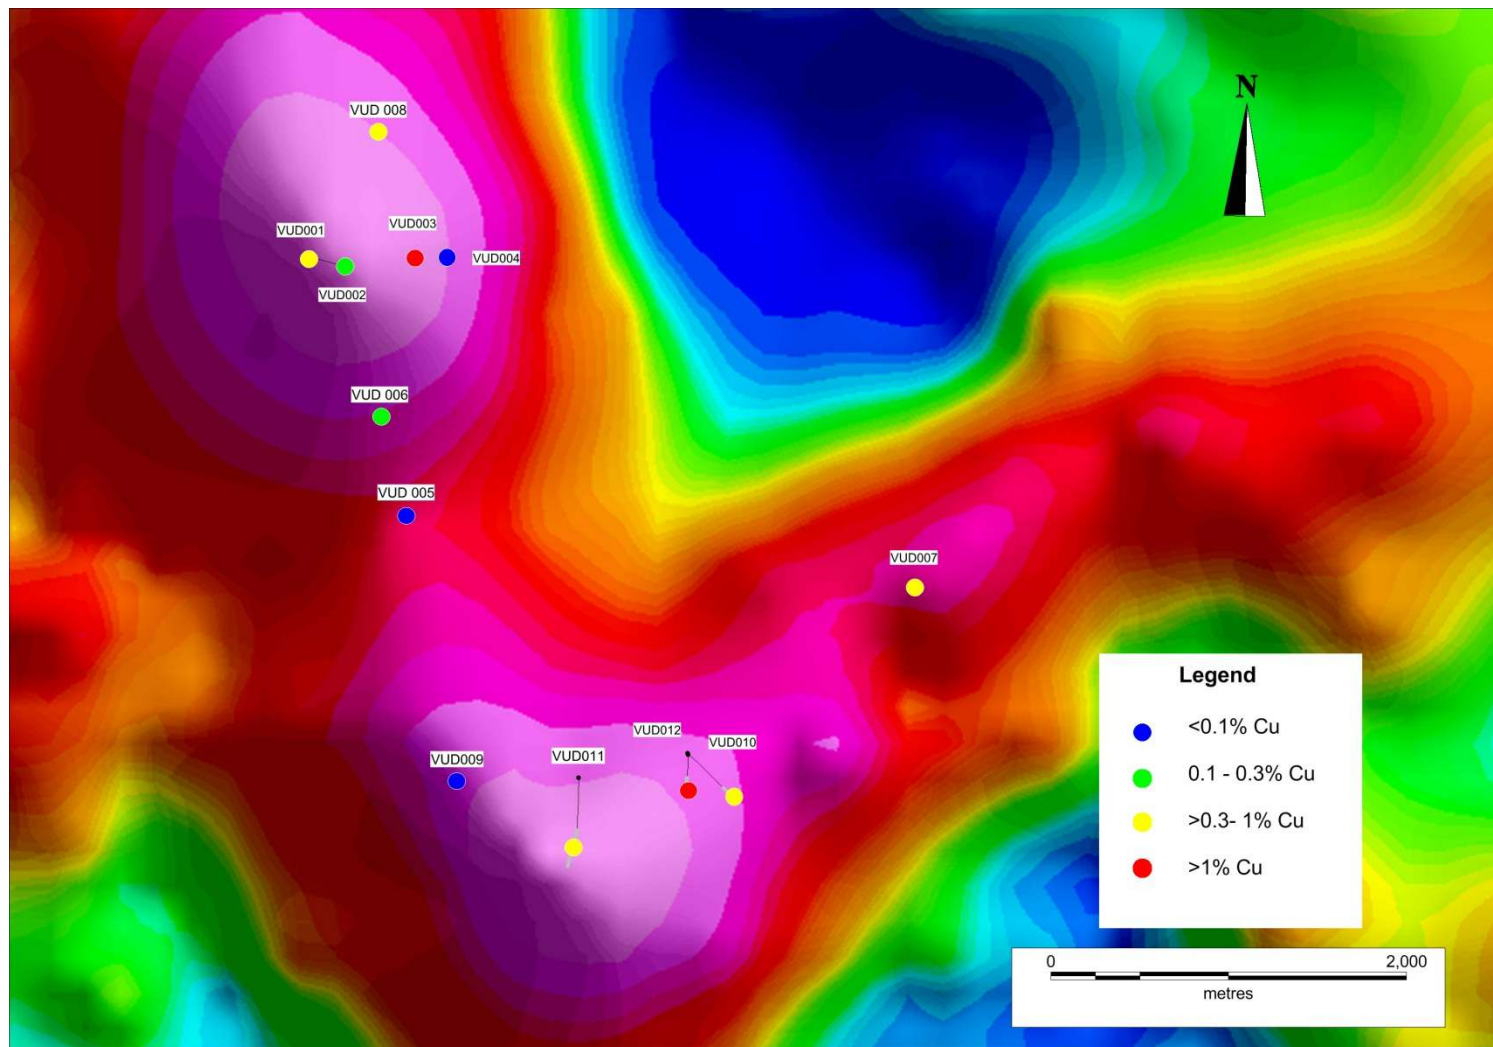 N
VUD 008
VUD001
VUD003
VUD004
VUD002
VUD 006
VUD 005
VUD007
VUD012
VUD010
VUD011
VUD009
Legend
<0.1% Cu
0.1 - 0.3% Cu
>0.3- 1% Cu
>1% Cu
0 2,000
metres